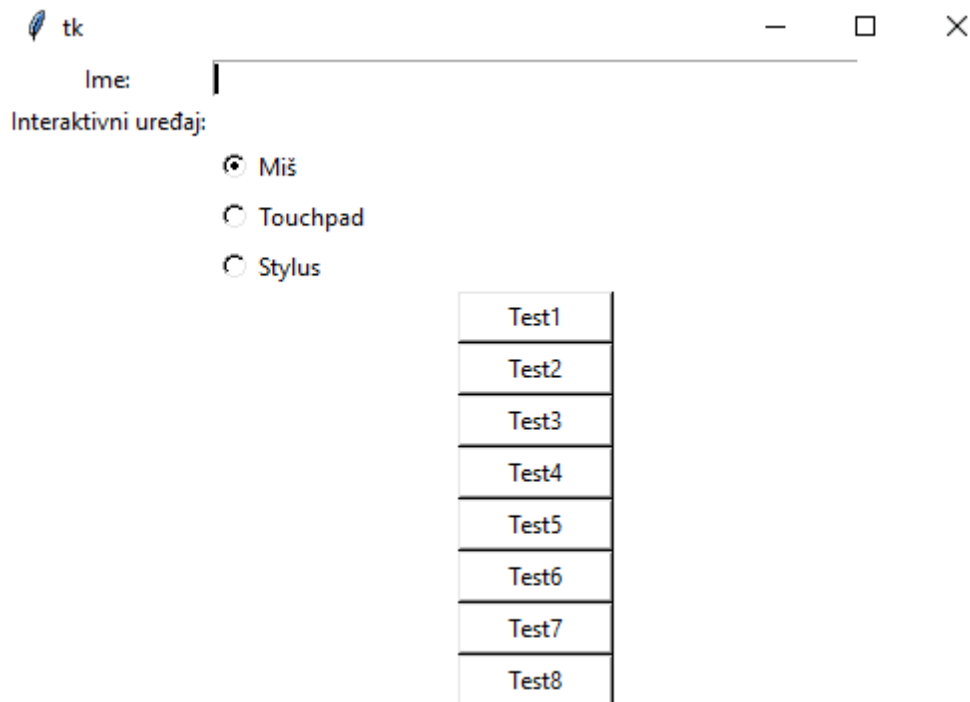 tk
Ime:
Interaktivni uređaj:
Miš
Touchpad
Stylus
Test1
Test2
Test3
Test4
Test5
Test6
Test7
Test8